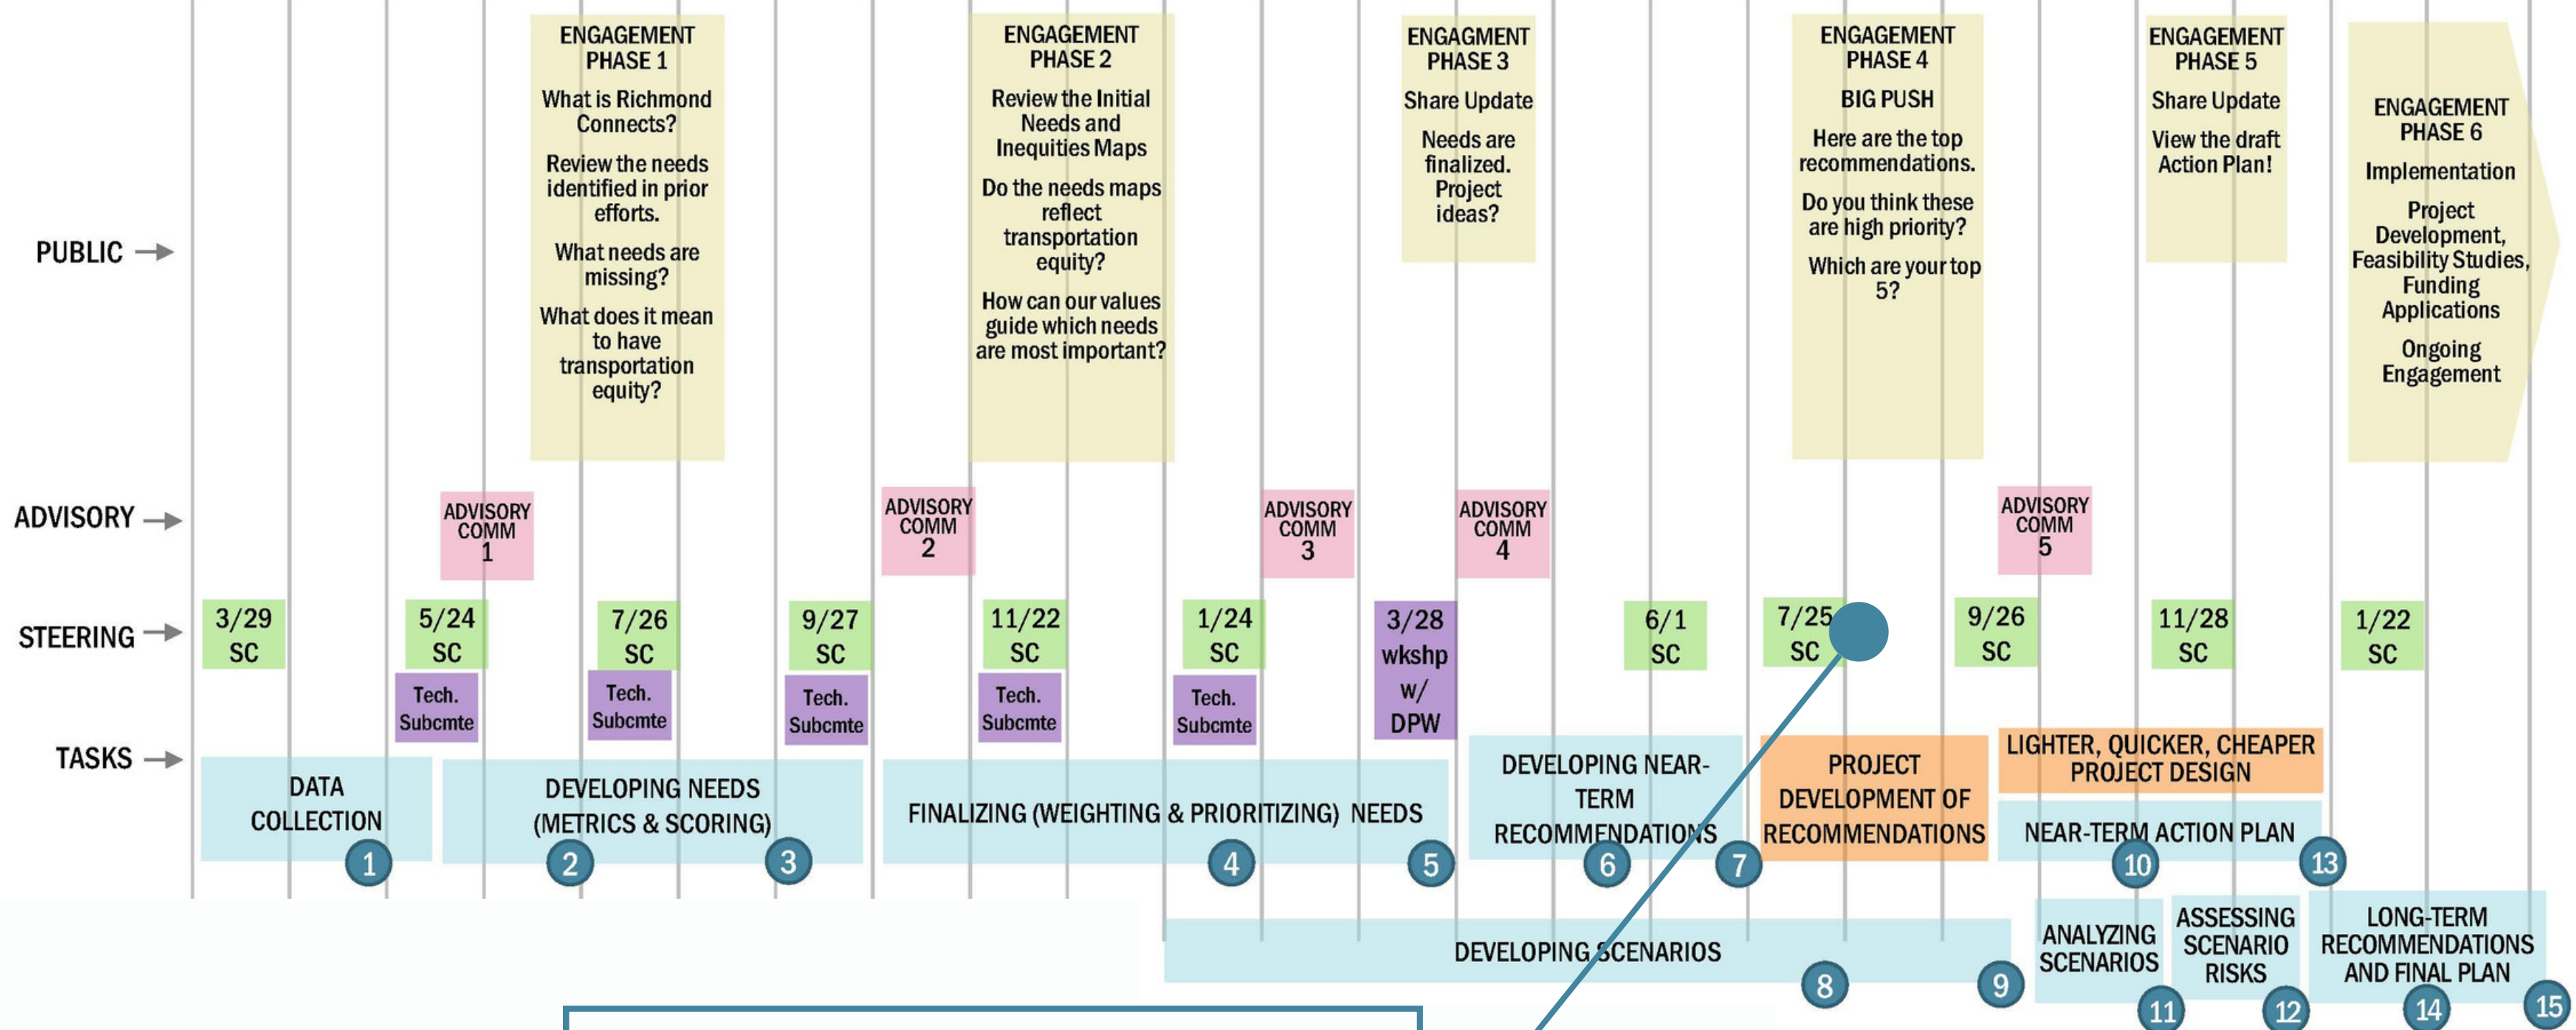 PUBLIC
ENGAGEMENT
PHASE 1
What is Richmond
Connects?
Review the needs
identified in prior
efforts.
What needs are
missing?
What does it mean
to have
transportation
equity?
ENGAGEMENT
PHASE 2
Review the Initial
Needs and
Inequities Maps
Do the needs maps
reflect
transportation
equity?
How can our values
guide which needs
are most important?
ENGAGMENT
PHASE 3
Share Update
Needs are
finalized.
Project
ideas?
ENGAGEMENT
PHASE 4
BIG PUSH
Here are the top
recommendations.
Do you think these
are high priority?
Which are your top
5?
ENGAGEMENT
PHASE 5
Share Update
View the draft
Action Plan!
ENGAGEMENT
PHASE 6
Implementation
Project
Development,
Feasibility Studies,
Funding
Applications
Ongoing
Engagement
ADVISORY
ADVISORY
COMM
1
ADVISORY
COMM
2
ADVISORY
COMM
3
ADVISORY
COMM
4
ADVISORY
COMM
5
STEERING
3/29
SC
5/24
SC
Tech.
Subcmte
7/26
SC
Tech.
Subcmte
9/27
SC
Tech.
Subcmte
11/22
SC
Tech.
Subcmte
1/24
SC
Tech.
Subcmte
3/28
wkshp
w/
DPW
6/1
SC
7/25
SC
9/26
SC
11/28
SC
1/22
SC
TASKS
DATA
COLLECTION
1
DEVELOPING NEEDS
(METRICS & SCORING)
2
3
FINALIZING (WEIGHTING & PRIORITIZING) NEEDS
4
5
DEVELOPING NEAR-
TERM
RECOMMENDATIONS
6
7
PROJECT
DEVELOPMENT OF
RECOMMENDATIONS
LIGHTER, QUICKER, CHEAPER
PROJECT DESIGN
NEAR-TERM ACTION PLAN
10
13
DEVELOPING SCENARIOS
8
9
ANALYZING
SCENARIOS
11
ASSESSING
SCENARIO
RISKS
12
LONG-TERM
RECOMMENDATIONS
AND FINAL PLAN
14
15